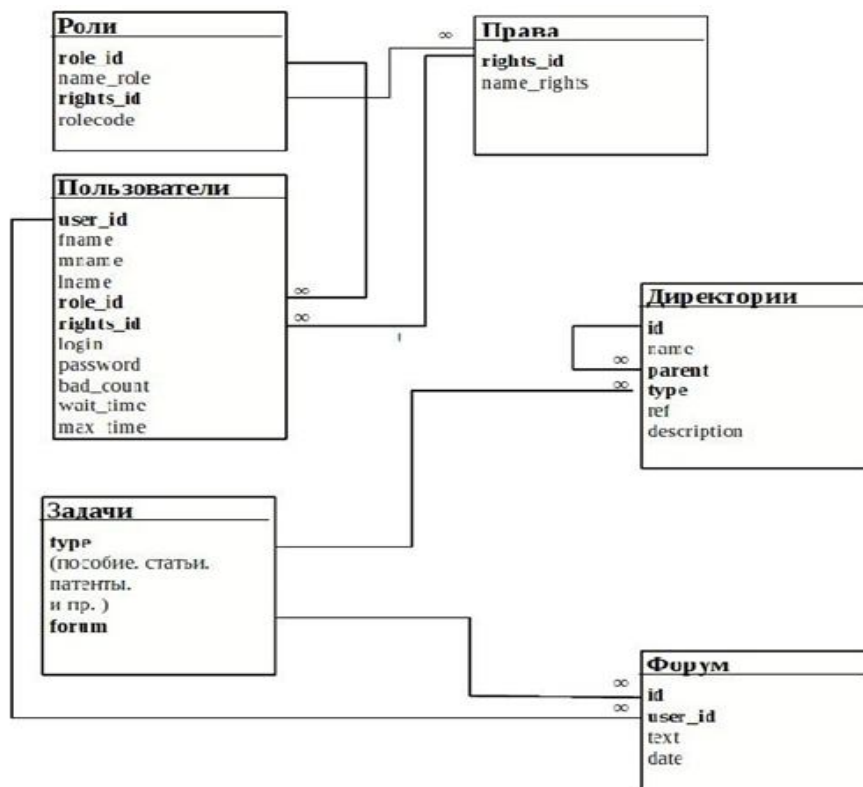 Роли
role_id
name_role
rights_id
rolecode
∞
Права
rights_id
name_rights
Пользователи
user_id
fname
mname
lname
role_id
∞
rights_id
∞
login
password
bad_count
wait_time
max_time
Директории
id
name
∞
parent
∞
type
ref
description
Задачи
type
(пособие. статьи.
патенты.
и пр. )
forum
Форум
∞
id
∞
user_id
text
date